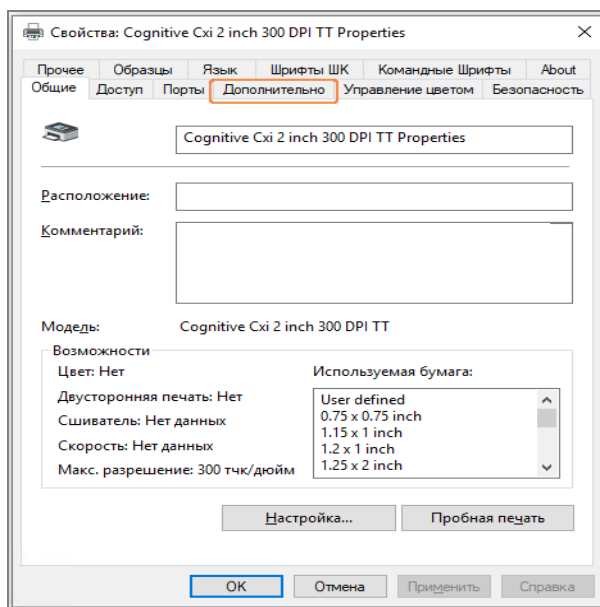 Свойства: Cognitive Cxi 2 inch 300 DPI TT Properties
Прочее Образцы Язык Шрифты ШК Командные Шрифты About
Общие Доступ Порты Дополнительно Управление цветом Безопасность
Cognitive Cxi 2 inch 300 DPI TT Properties
Расположение:
Комментарий:
Модель: Cognitive Cxi 2 inch 300 DPI TT
Возможности
Цвет: Нет
Двусторонняя печать: Нет
Сшиватель: Нет данных
Скорость: Нет данных
Макс. разрешение: 300 тчк/дюйм
Используемая бумага:
User defined
0.75 x 0.75 inch
1.15 x 1 inch
1.2 x 1 inch
1.25 x 2 inch
Настройка... Пробная печать
OK Отмена Применить Справка